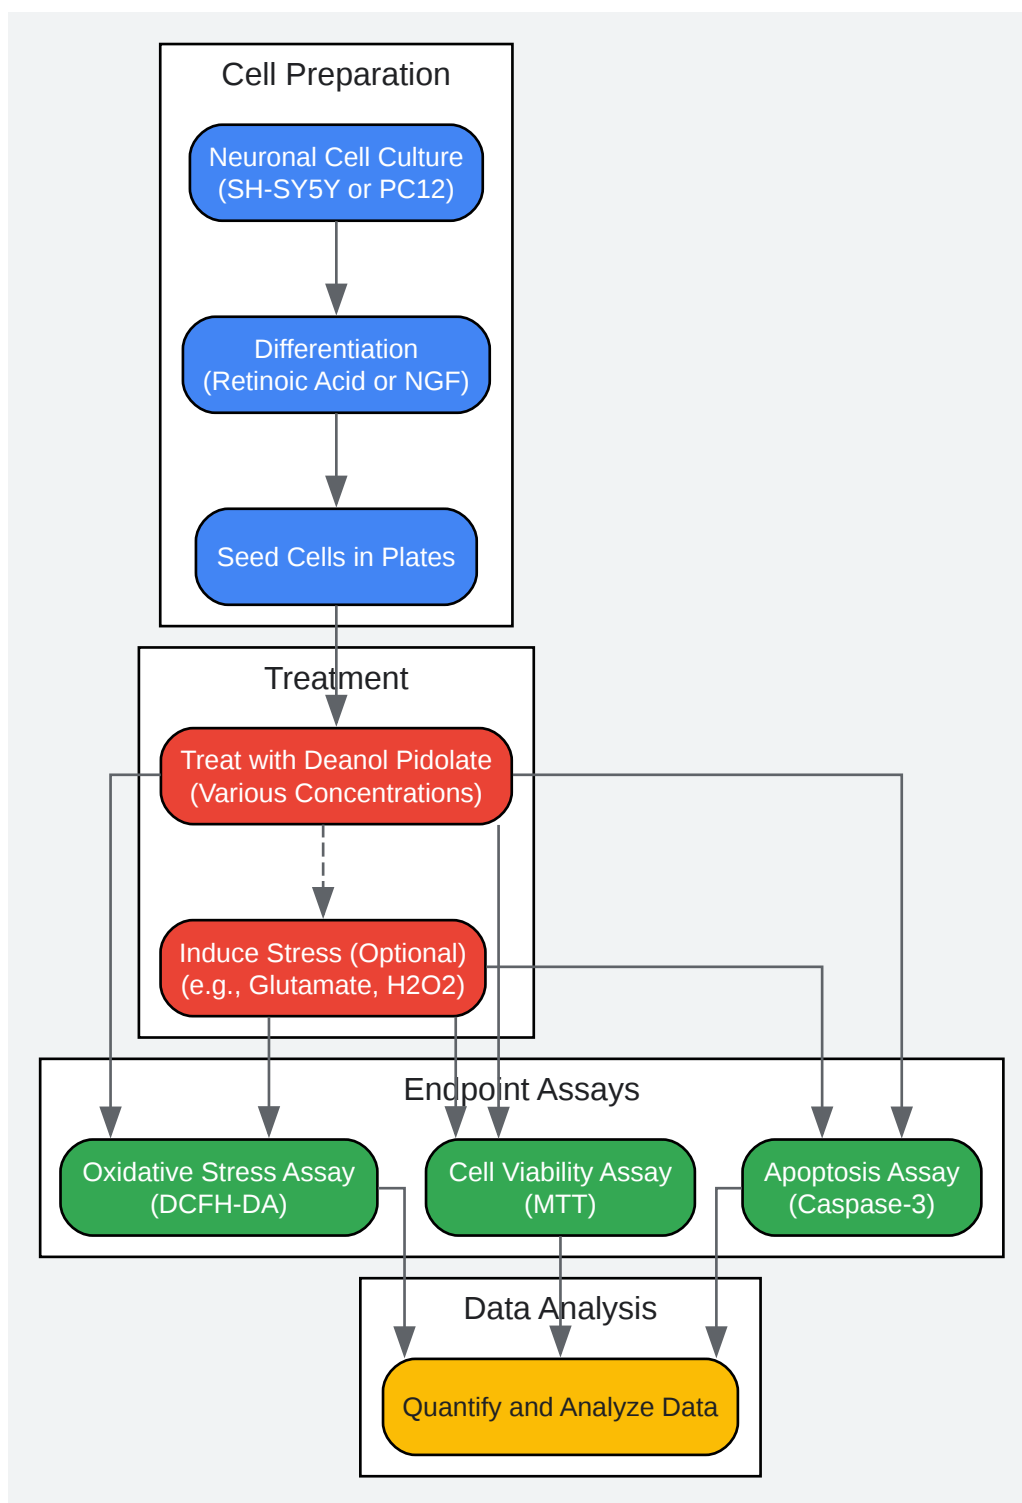 Cell Preparation
Neuronal Cell Culture
(SH-SY5Y or PC12)
Differentiation
(Retinoic Acid or NGF)
Seed Cells in Plates
Treatment
Treat with Deanol Pidolate
(Various Concentrations)
Induce Stress (Optional)
(e.g., Glutamate, H2O2)
Endpoint Assays
Oxidative Stress Assay
(DCFH-DA)
Cell Viability Assay
(MTT)
Apoptosis Assay
(Caspase-3)
Data Analysis
Quantify and Analyze Data